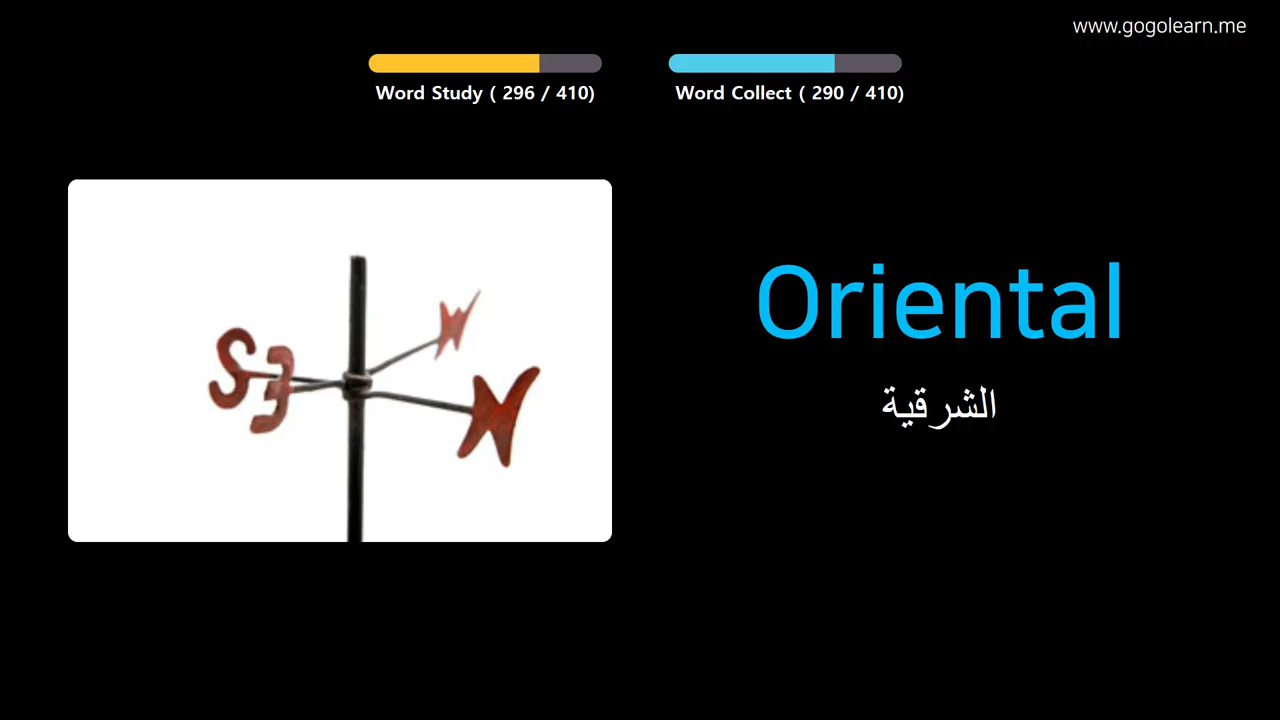 www.gogolearn.me
Word Study ( 296 / 410)
Word Collect ( 290 / 410)
Oriental
الشرقية
S
E
N
W